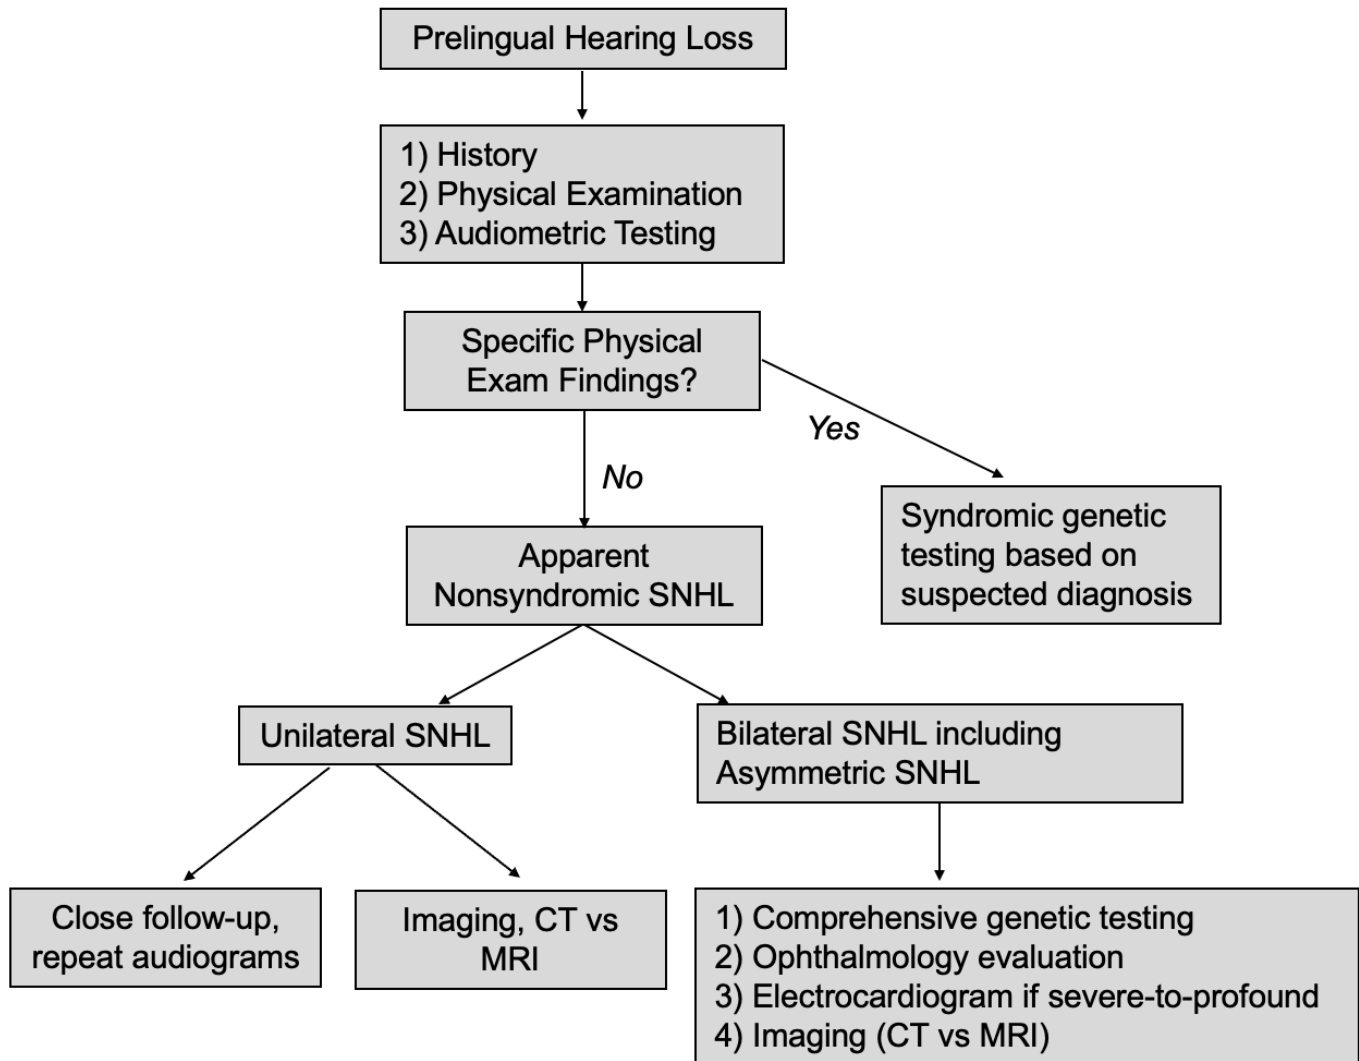 Prelingual Hearing Loss
1) History
2) Physical Examination
3) Audiometric Testing
Specific Physical
Exam Findings?
Yes
No
Syndromic genetic
testing based on
suspected diagnosis
Apparent
Nonsyndromic SNHL
Unilateral SNHL
Bilateral SNHL including
Asymmetric SNHL
Close follow-up,
repeat audiograms
Imaging, CT vs
MRI
1) Comprehensive genetic testing
2) Ophthalmology evaluation
3) Electrocardiogram if severe-to-profound
4) Imaging (CT vs MRI)